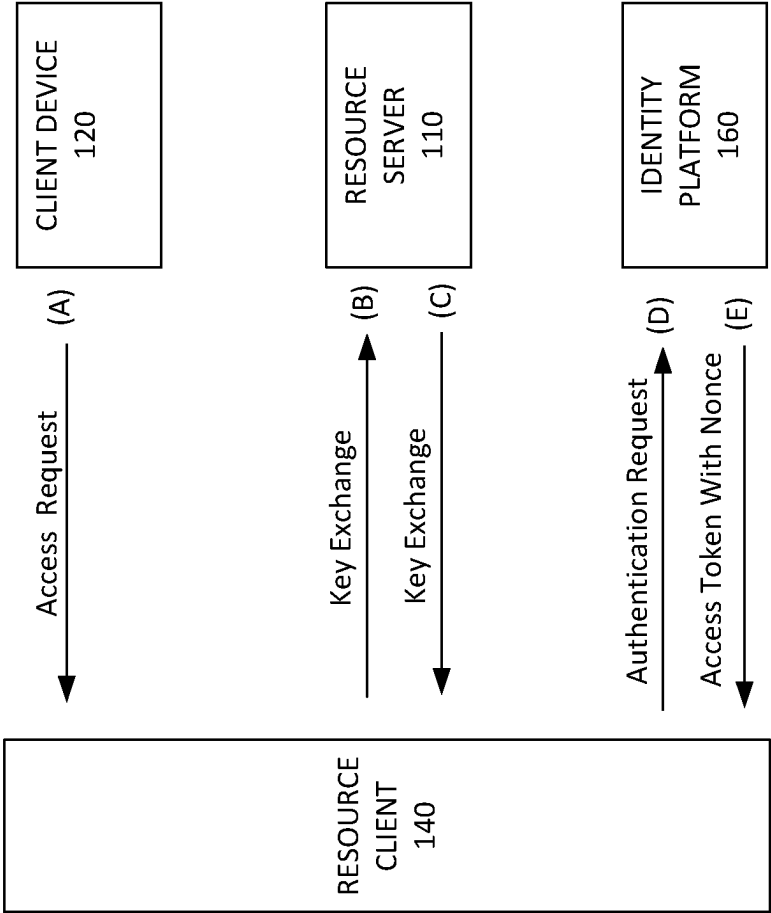 CLIENT DEVICE
120
RESOURCE
SERVER
110
IDENTITY
PLATFORM
160
(A)
Access Request
(B)
Key Exchange
(C)
Key Exchange
(D)
Authentication Request
(E)
Access Token With Nonce
RESOURCE
CLIENT
140